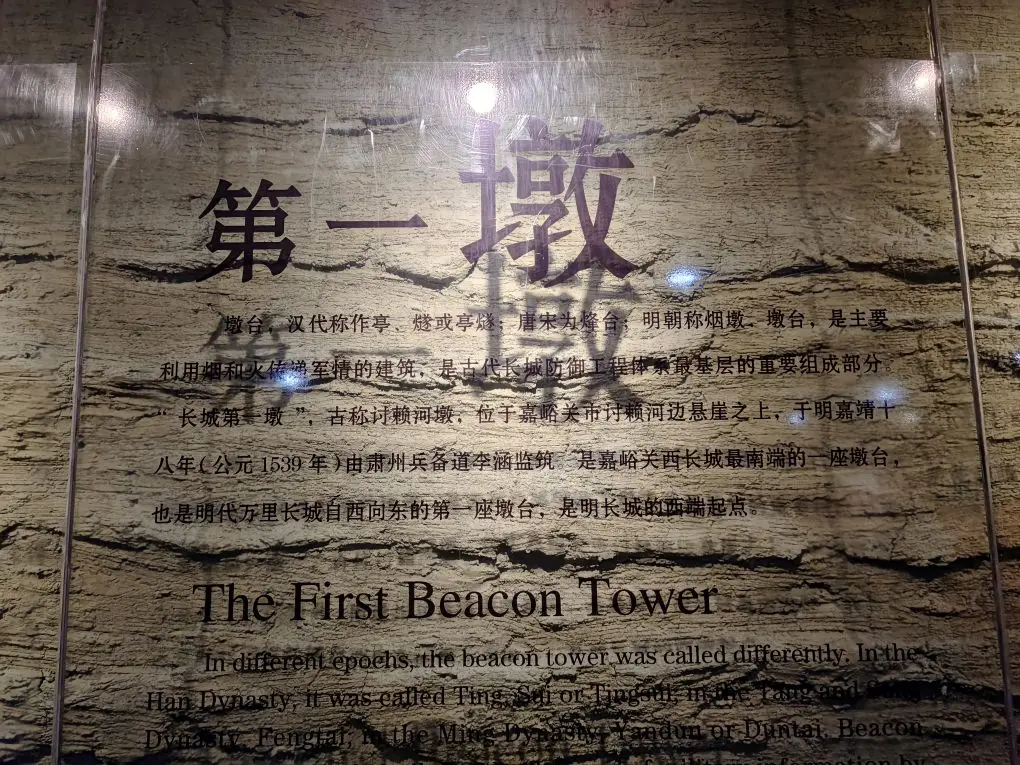 第一墩
墩台，汉代称作亭、燧或亭燧；唐宋为烽台；明朝称烟墩、墩台，是主要
利用烟和火传递军情的建筑，是古代长城防御工程体系最基层的重要组成部分。
“长城第一墩”，古称讨赖河墩，位于嘉峪关市讨赖河边悬崖之上，于明嘉靖十
八年（公元1539年）由肃州兵备道李涵监筑。是嘉峪关西长城最南端的一座墩台，
也是明代万里长城自西向东的第一座墩台，是明长城的西端起点。
The First Beacon Tower
In different epochs, the beacon tower was called differently. In the
Han Dynasty, it was called Ting, Sui or Tingsui; in the Tang and
Dynasty, Fengtai; in the Ming Dynasty, Yandun or Duntai. Beacon
information by